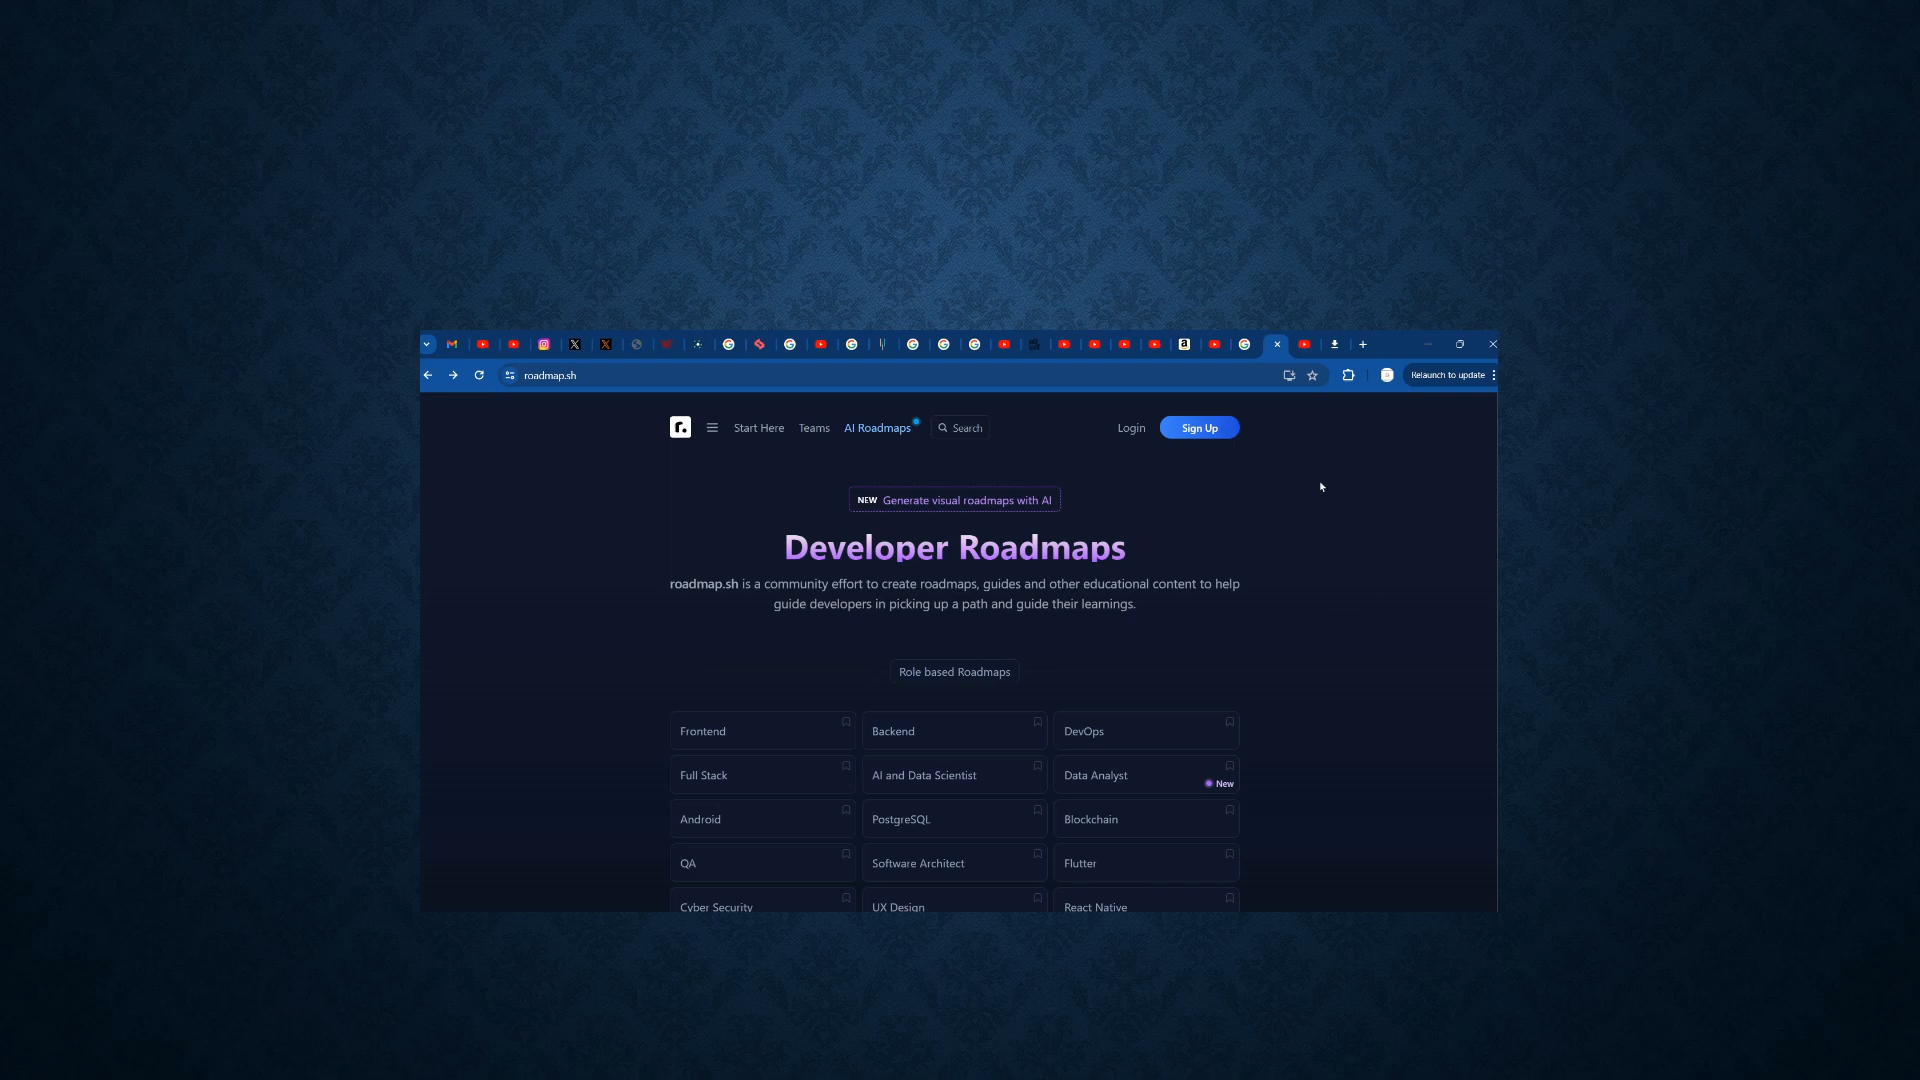 roadmap.sh
Relaunch to update
Start Here
Teams
AI Roadmaps
Search
Login
Sign Up
NEW Generate visual roadmaps with AI
Developer Roadmaps
roadmap.sh is a community effort to create roadmaps, guides and other educational content to help
guide developers in picking up a path and guide their learnings.
Role based Roadmaps
Frontend
Backend
DevOps
Full Stack
AI and Data Scientist
Data Analyst
New
Android
PostgreSQL
Blockchain
QA
Software Architect
Flutter
Cyber Security
UX Design
React Native